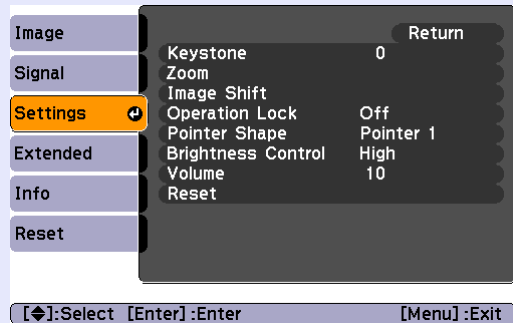 Image
Signal
Settings
Extended
Info
Reset
Return
Keystone 0
Zoom
Image Shift
Operation Lock Off
Pointer Shape Pointer 1
Brightness Control High
Volume 10
Reset
[◆]:Select [Enter]:Enter [Menu]:Exit